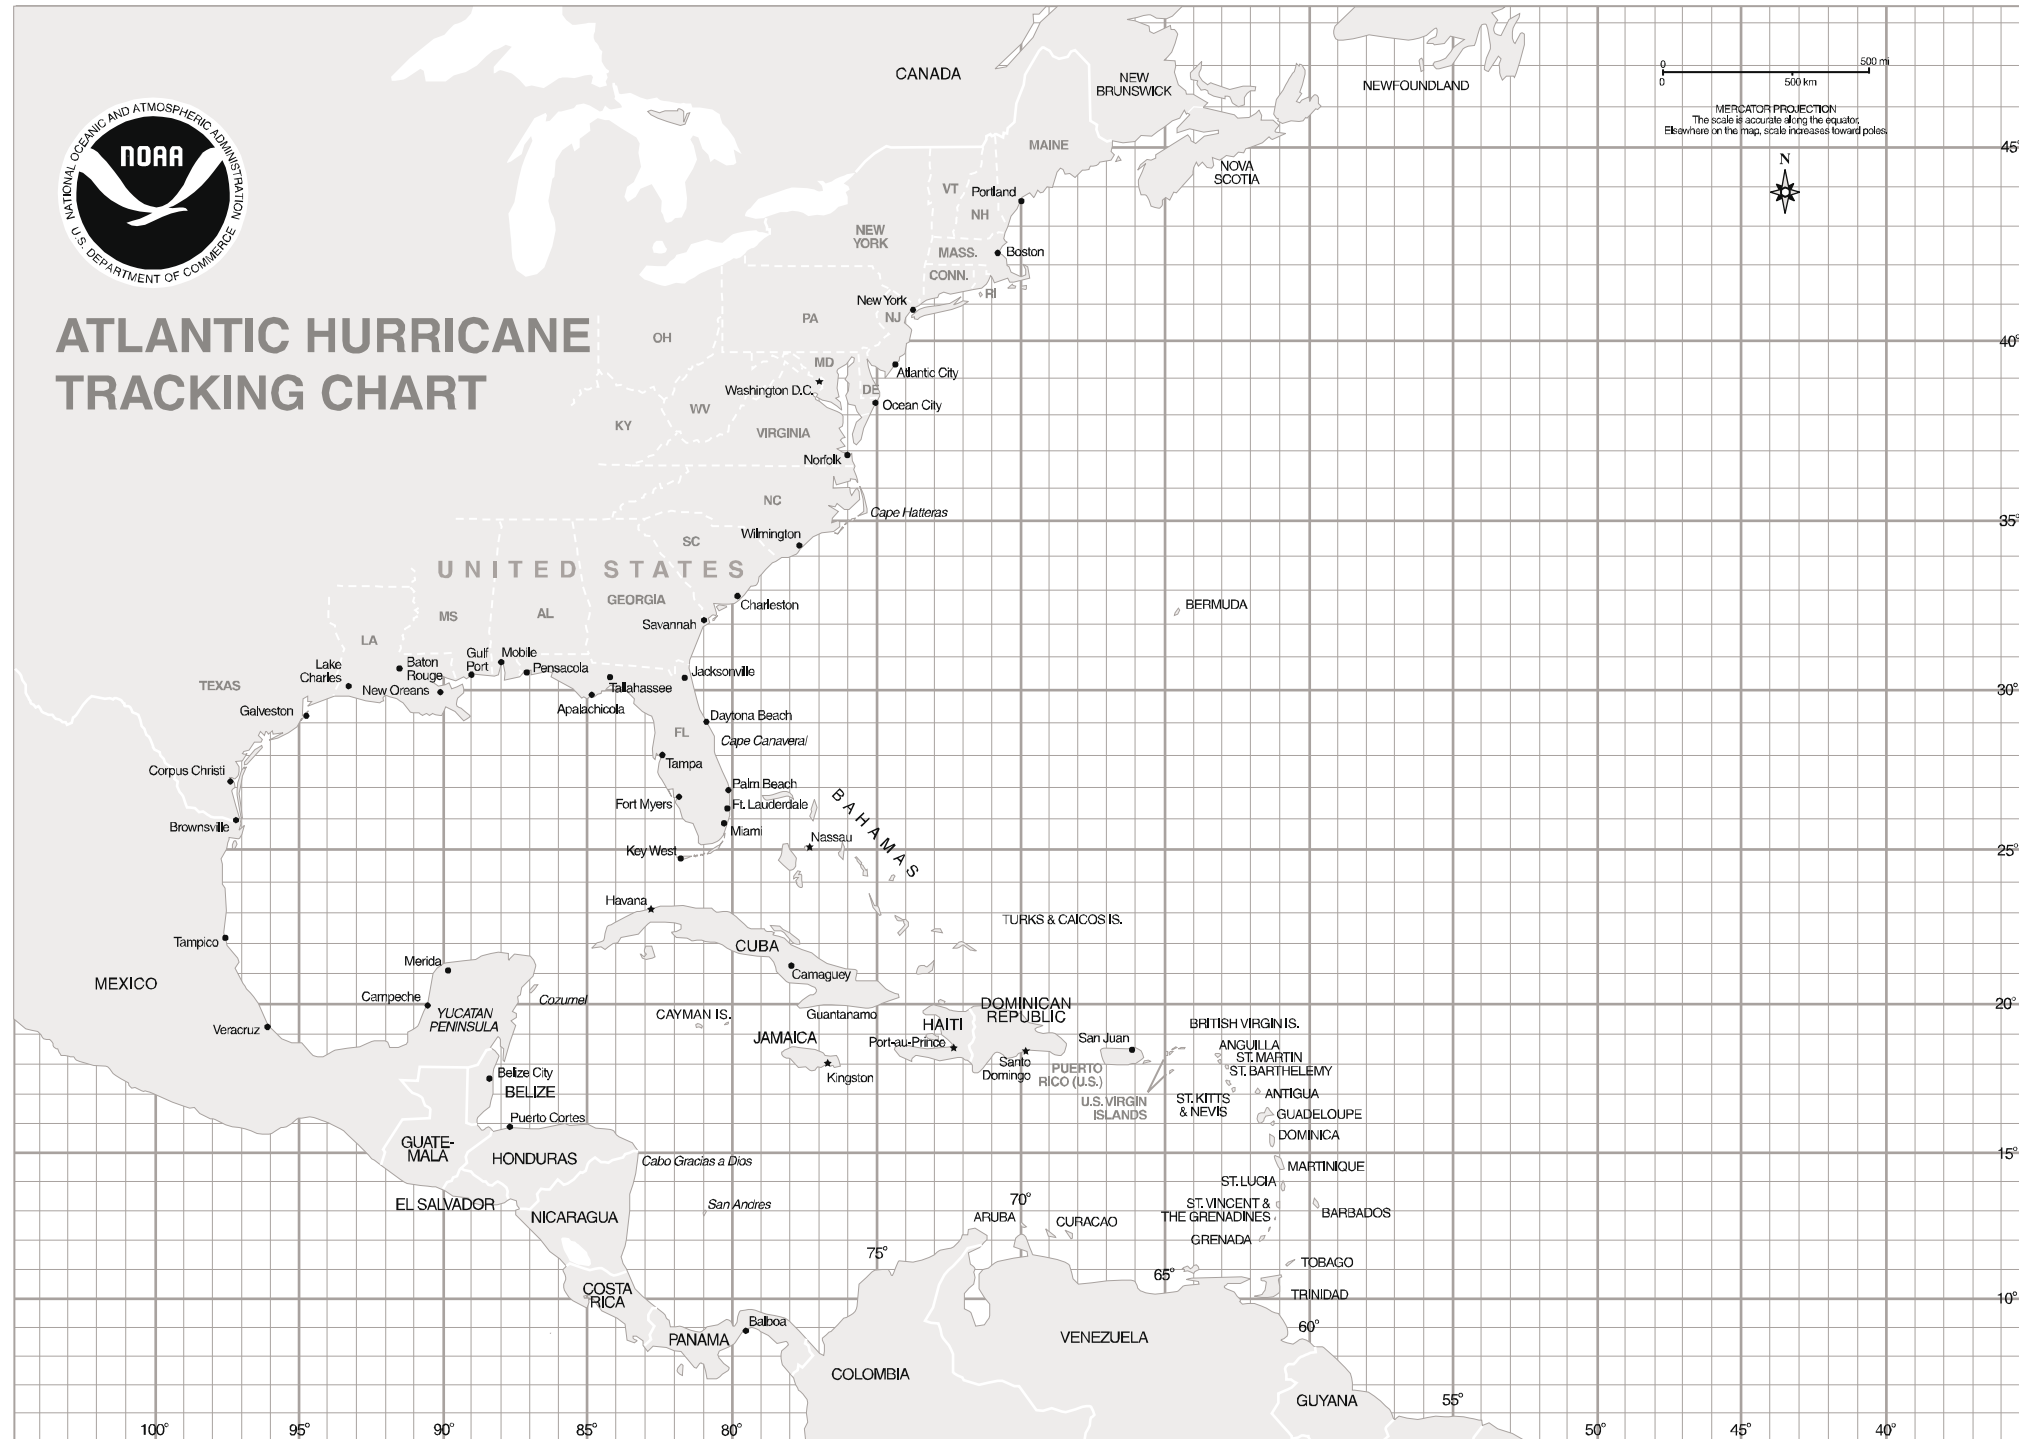 NATIONAL OCEANIC AND ATMOSPHERIC ADMINISTRATION
U.S. DEPARTMENT OF COMMERCE
NOAA
ATLANTIC HURRICANE
TRACKING CHART
CANADA
NEW
BRUNSWICK
NEWFOUNDLAND
0
500 mi
0
500 km
MERCATOR PROJECTION
The scale is accurate along the equator.
Elsewhere on the map, scale increases toward poles.
N
MAINE
NOVA
SCOTIA
45°
VT
Portland
NH
NEW
YORK
MASS.
Boston
CONN.
RI
New York
NJ
PA
OH
40°
MD
Atlantic City
Washington D.C.
DE
Ocean City
WV
KY
VIRGINIA
Norfolk
NC
Cape Hatteras
35°
Wilmington
SC
UNITED STATES
GEORGIA
Charleston
BERMUDA
MS
AL
Savannah
LA
Gulf
Port
Mobile
Lake
Charles
Baton
Rouge
Pensacola
Jacksonville
TEXAS
New Oreans
Tallahassee
30°
Galveston
Apalachicola
Daytona Beach
FL
Cape Canaveral
Corpus Christi
Tampa
Palm Beach
Fort Myers
Ft. Lauderdale
BAHAMAS
Brownsville
Miami
Nassau
Key West
25°
Havana
TURKS & CAICOS IS.
Tampico
CUBA
Merida
Camaguey
MEXICO
Campeche
Cozumel
20°
YUCATAN
PENINSULA
CAYMAN IS.
Guantanamo
DOMINICAN
REPUBLIC
Veracruz
HAITI
BRITISH VIRGIN IS.
JAMAICA
Port-au-Prince
San Juan
ANGUILLA
ST. MARTIN
Santo
Domingo
PUERTO
RICO (U.S.)
ST. BARTHELEMY
Belize City
Kingston
BELIZE
U.S. VIRGIN
ISLANDS
ST. KITTS
& NEVIS
ANTIGUA
Puerto Cortes
GUADELOUPE
DOMINICA
GUATE-
MALA
HONDURAS
Cabo Gracias a Dios
15°
MARTINIQUE
ST. LUCIA
EL SALVADOR
San Andres
70°
ST. VINCENT &
THE GRENADINES
BARBADOS
NICARAGUA
ARUBA
CURACAO
GRENADA
75°
TOBAGO
65°
COSTA
RICA
TRINIDAD
10°
Balboa
60°
PANAMA
VENEZUELA
COLOMBIA
GUYANA
55°
100°
95°
90°
85°
80°
50°
45°
40°